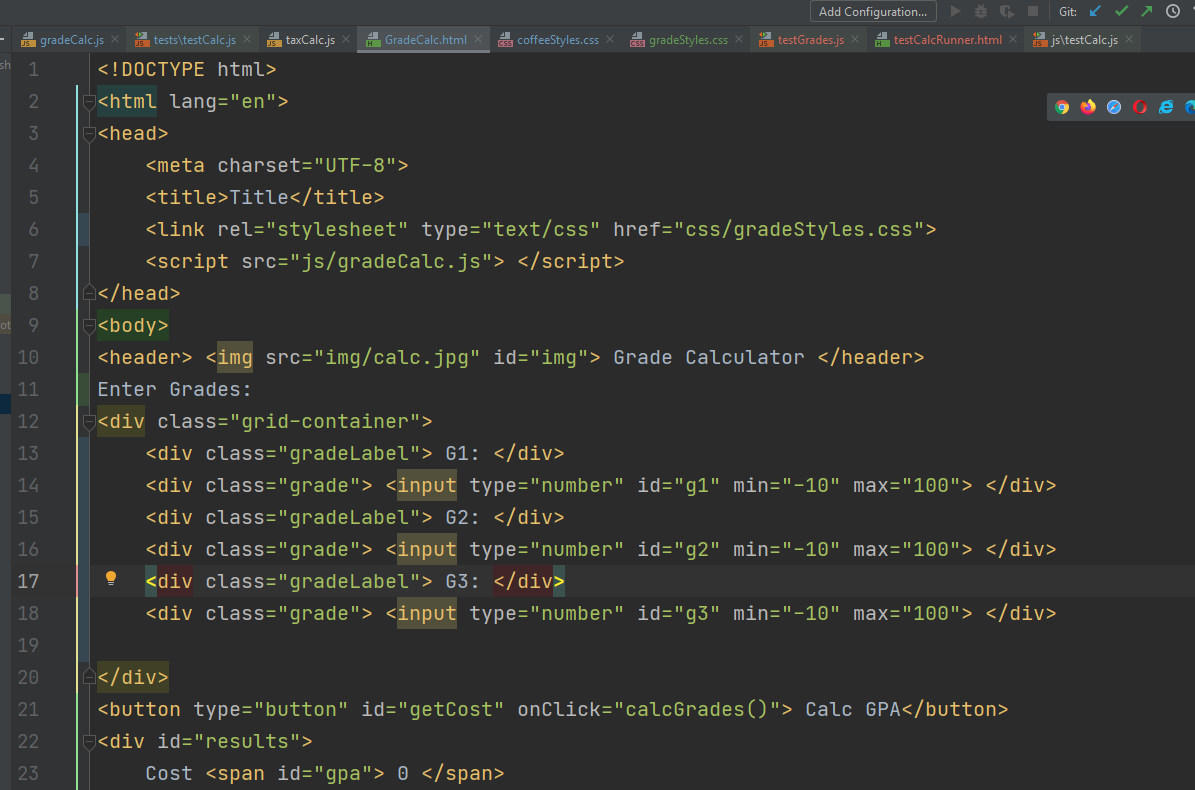 Add Configuration... Git:
gradeCalc.js tests\testCalc.js taxCalc.js GradeCalc.html coffeeStyles.css gradeStyles.css testGrades.js testCalcRunner.html js\testCalc.js
1 <!DOCTYPE html>
2 <html lang="en">
3 <head>
4 <meta charset="UTF-8">
5 <title>Title</title>
6 <link rel="stylesheet" type="text/css" href="css/gradeStyles.css">
7 <script src="js/gradeCalc.js"> </script>
8 </head>
9 <body>
10 <header> <img src="img/calc.jpg" id="img"> Grade Calculator </header>
11 Enter Grades:
12 <div class="grid-container">
13 <div class="gradeLabel"> G1: </div>
14 <div class="grade"> <input type="number" id="g1" min="-10" max="100"> </div>
15 <div class="gradeLabel"> G2: </div>
16 <div class="grade"> <input type="number" id="g2" min="-10" max="100"> </div>
17 <div class="gradeLabel"> G3: </div>
18 <div class="grade"> <input type="number" id="g3" min="-10" max="100"> </div>
19
20 </div>
21 <button type="button" id="getCost" onClick="calcGrades()"> Calc GPA</button>
22 <div id="results">
23 Cost <span id="gpa"> 0 </span>